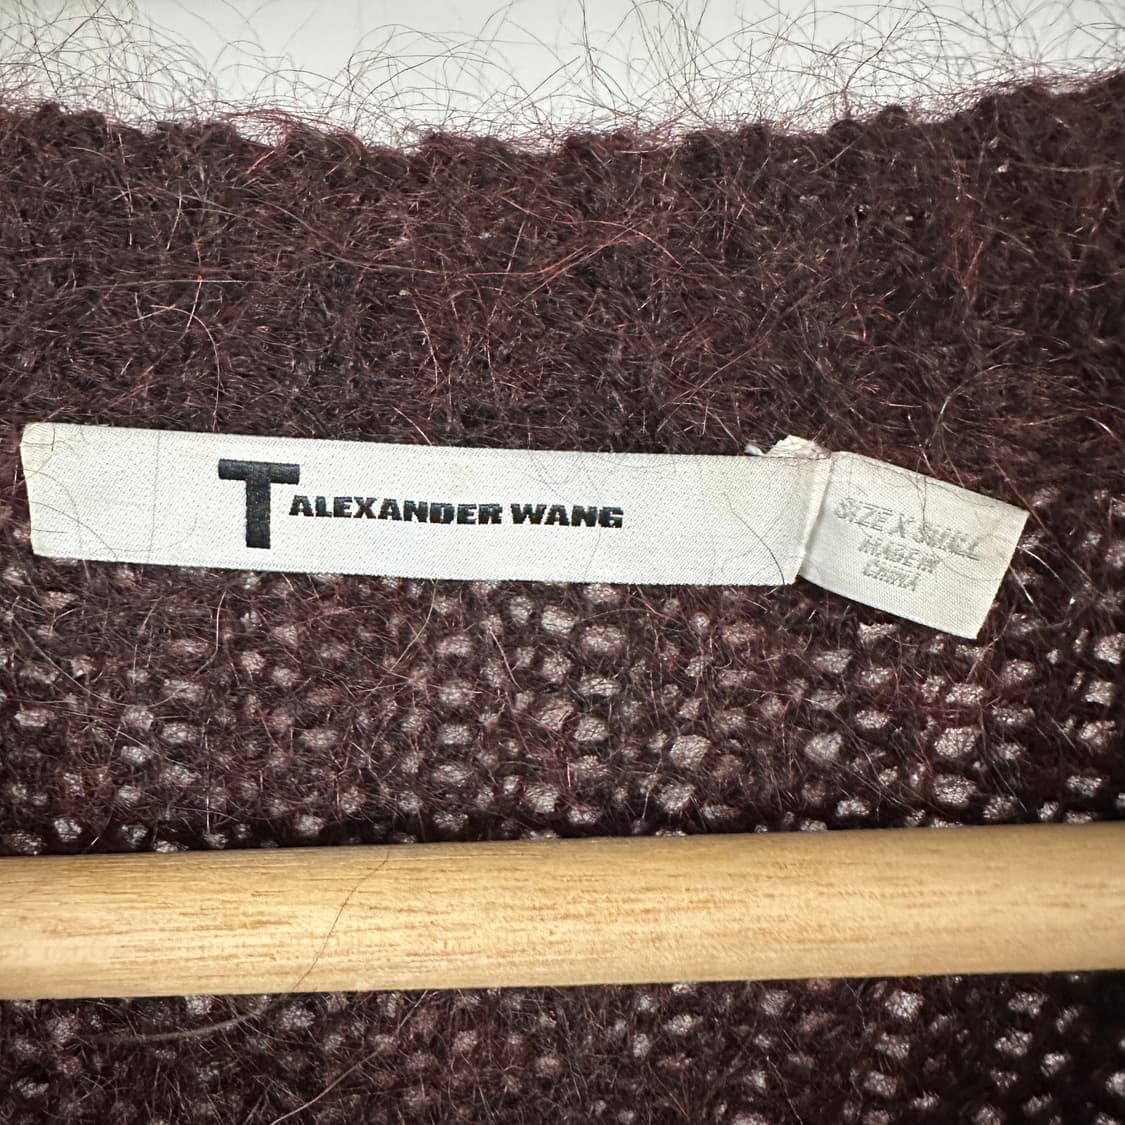 T ALEXANDER WANG
SIZE X SMALL
MADE IN
CHINA